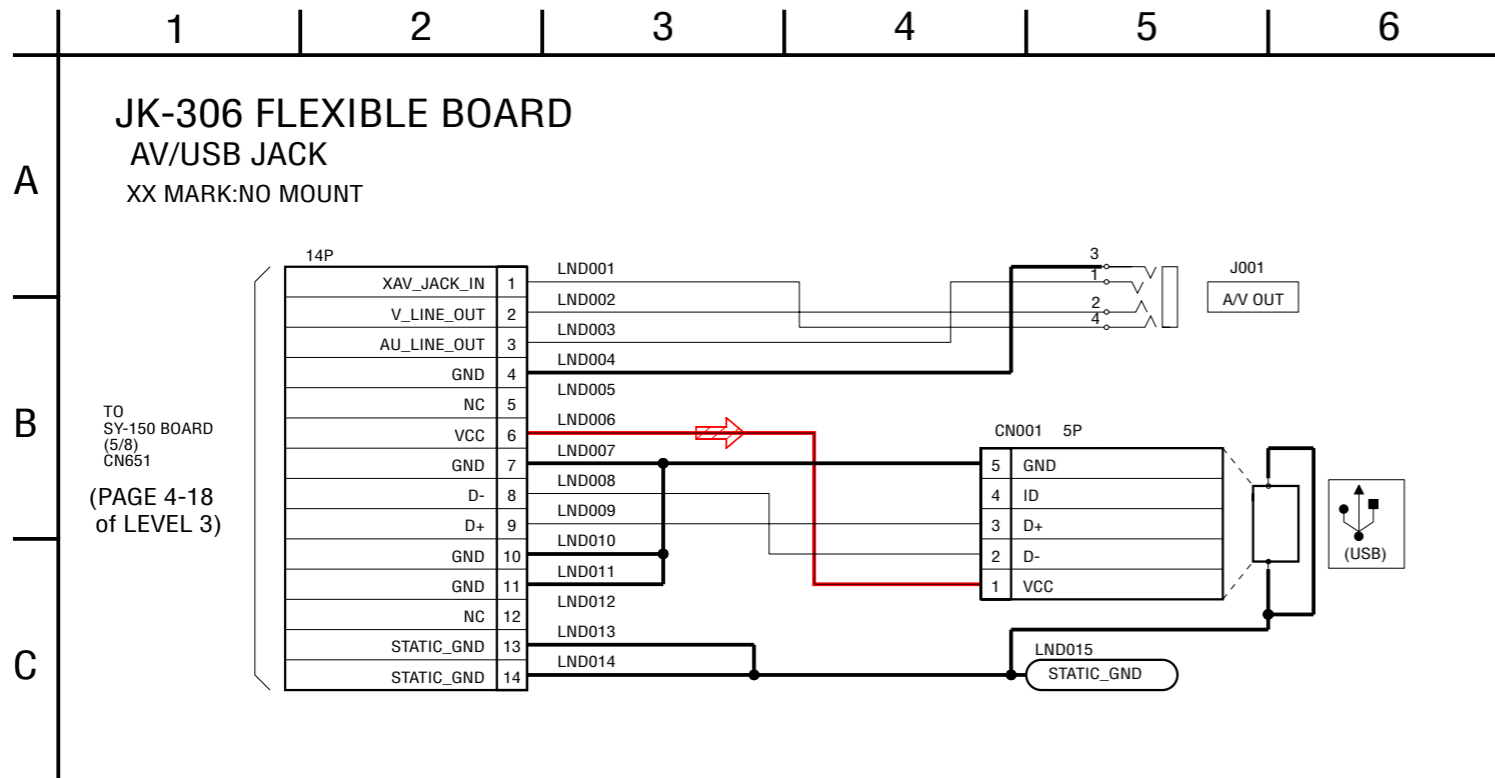 1 2 3 4 5 6
JK-306 FLEXIBLE BOARD
AV/USB JACK
A
XX MARK:NO MOUNT
14P
XAV_JACK_IN 1 LND001
V_LINE_OUT 2 LND002
AU_LINE_OUT 3 LND003
GND 4 LND004
NC 5 LND005
VCC 6 LND006
GND 7 LND007
D- 8 LND008
D+ 9 LND009
GND 10 LND010
GND 11 LND011
NC 12 LND012
STATIC_GND 13 LND013
STATIC_GND 14 LND014
3
1
2
4
J001
A/V OUT
B
TO
SY-150 BOARD
(5/8)
CN651
(PAGE 4-18
of LEVEL 3)
CN001 5P
5 GND
4 ID
3 D+
2 D-
1 VCC
(USB)
C
LND015
STATIC_GND